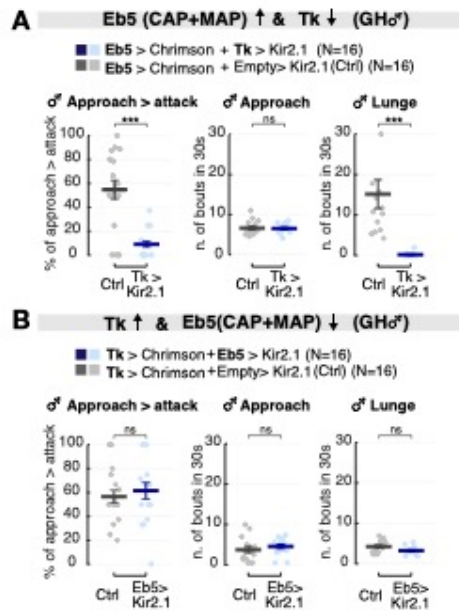 A
Eb5 (CAP+MAP) ↑ & Tk ↓ (GH♂)
Eb5 > Chrimson + Tk > Kir2.1 (N=16)
Eb5 > Chrimson + Empty> Kir2.1(Ctrl) (N=16)
♂ Approach > attack
♂ Approach
♂ Lunge
% of approach > attack
100
80
60
40
20
0
***
Ctrl
Tk >
Kir2.1
n. of bouts in 30s
30
20
10
0
ns
Ctrl
Tk >
Kir2.1
n. of bouts in 30s
30
20
10
0
***
Ctrl
Tk >
Kir2.1
B
Tk ↑ & Eb5(CAP+MAP) ↓ (GH♂)
Tk > Chrimson+Eb5 > Kir2.1 (N=16)
Tk > Chrimson +Empty> Kir2.1 (Ctrl) (N=16)
♂ Approach > attack
♂ Approach
♂ Lunge
% of approach > attack
100
80
60
40
20
0
ns
Ctrl
Eb5>
Kir2.1
n. of bouts in 30s
30
20
10
0
ns
Ctrl
Eb5>
Kir2.1
n. of bouts in 30s
30
20
10
0
ns
Ctrl
Eb5>
Kir2.1